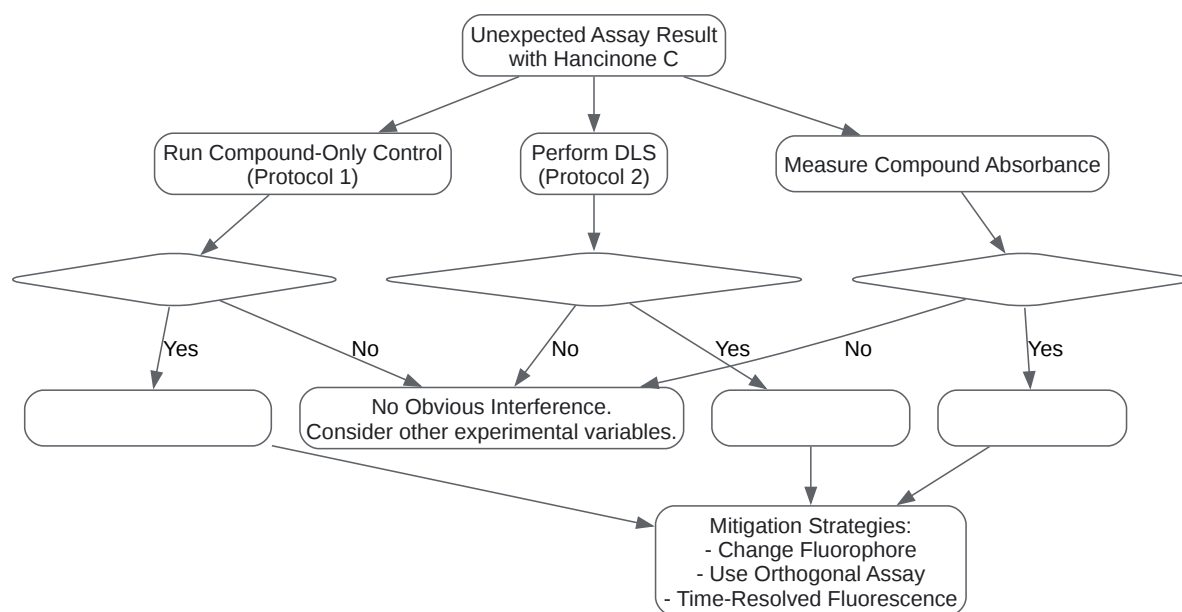 Unexpected Assay Result
with Hancinone C
Run Compound-Only Control
(Protocol 1)
Perform DLS
(Protocol 2)
Measure Compound Absorbance
Yes
No
No
Yes
No
Yes
No Obvious Interference.
Consider other experimental variables.
Mitigation Strategies:
- Change Fluorophore
- Use Orthogonal Assay
- Time-Resolved Fluorescence